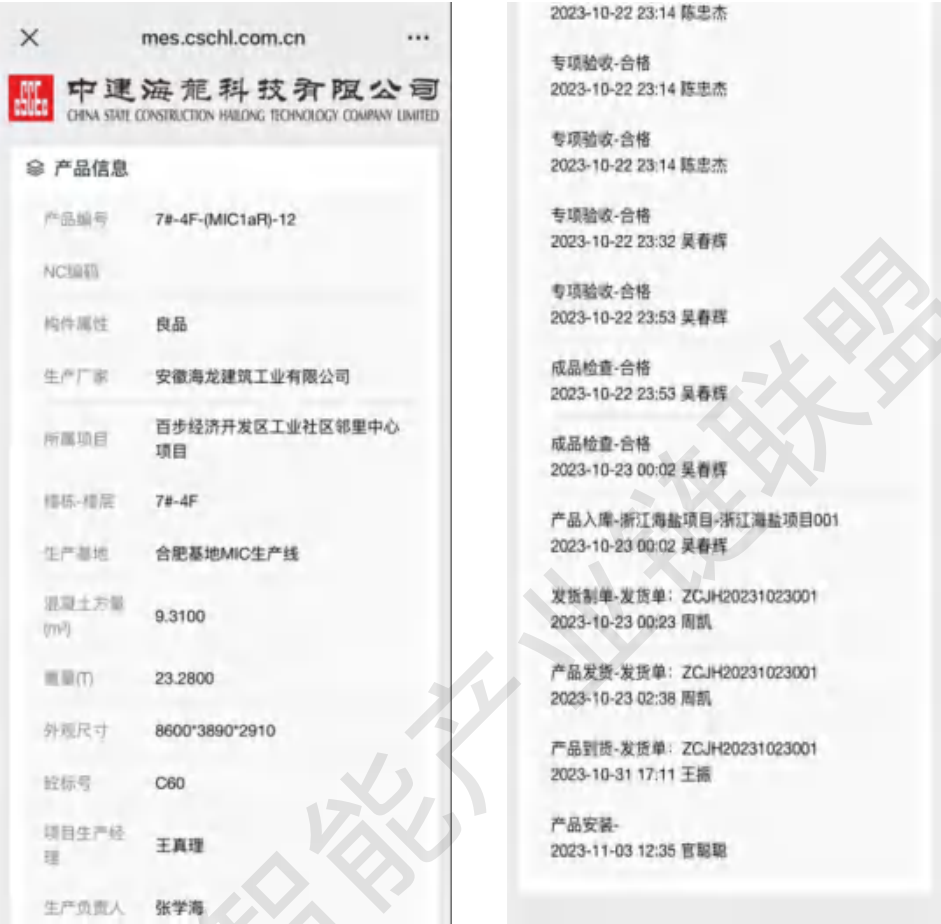 mes.cschl.com.cn
中建海龍科技有限公司
CHINA STATE CONSTRUCTION HAILONG TECHNOLOGY COMPANY LIMITED
产品信息
产品编号 7#-4F-(MIC1aR)-12
NC编码
构件属性 良品
生产厂家 安徽海龙建筑工业有限公司
所属项目 百步经济开发区工业社区邻里中心
项目
楼栋-楼层 7#-4F
生产基地 合肥基地MIC生产线
混凝土方量
(m³) 9.3100
重量(T) 23.2800
外观尺寸 8600*3890*2910
砼标号 C60
项目生产经
理 王真理
生产负责人 张学海
2023-10-22 23:14 陈忠杰
专项验收-合格
2023-10-22 23:14 陈忠杰
专项验收-合格
2023-10-22 23:14 陈忠杰
专项验收-合格
2023-10-22 23:32 吴春辉
专项验收-合格
2023-10-22 23:53 吴春辉
成品检查-合格
2023-10-22 23:53 吴春辉
成品检查-合格
2023-10-23 00:02 吴春辉
产品入库-浙江海盐项目-浙江海盐项目001
2023-10-23 00:02 吴春辉
发货制单-发货单：ZCJH20231023001
2023-10-23 00:23 周凯
产品发货-发货单：ZCJH20231023001
2023-10-23 02:38 周凯
产品到货-发货单：ZCJH20231023001
2023-10-31 17:11 王振
产品安装-
2023-11-03 12:35 官聪聪
智能产业链联盟